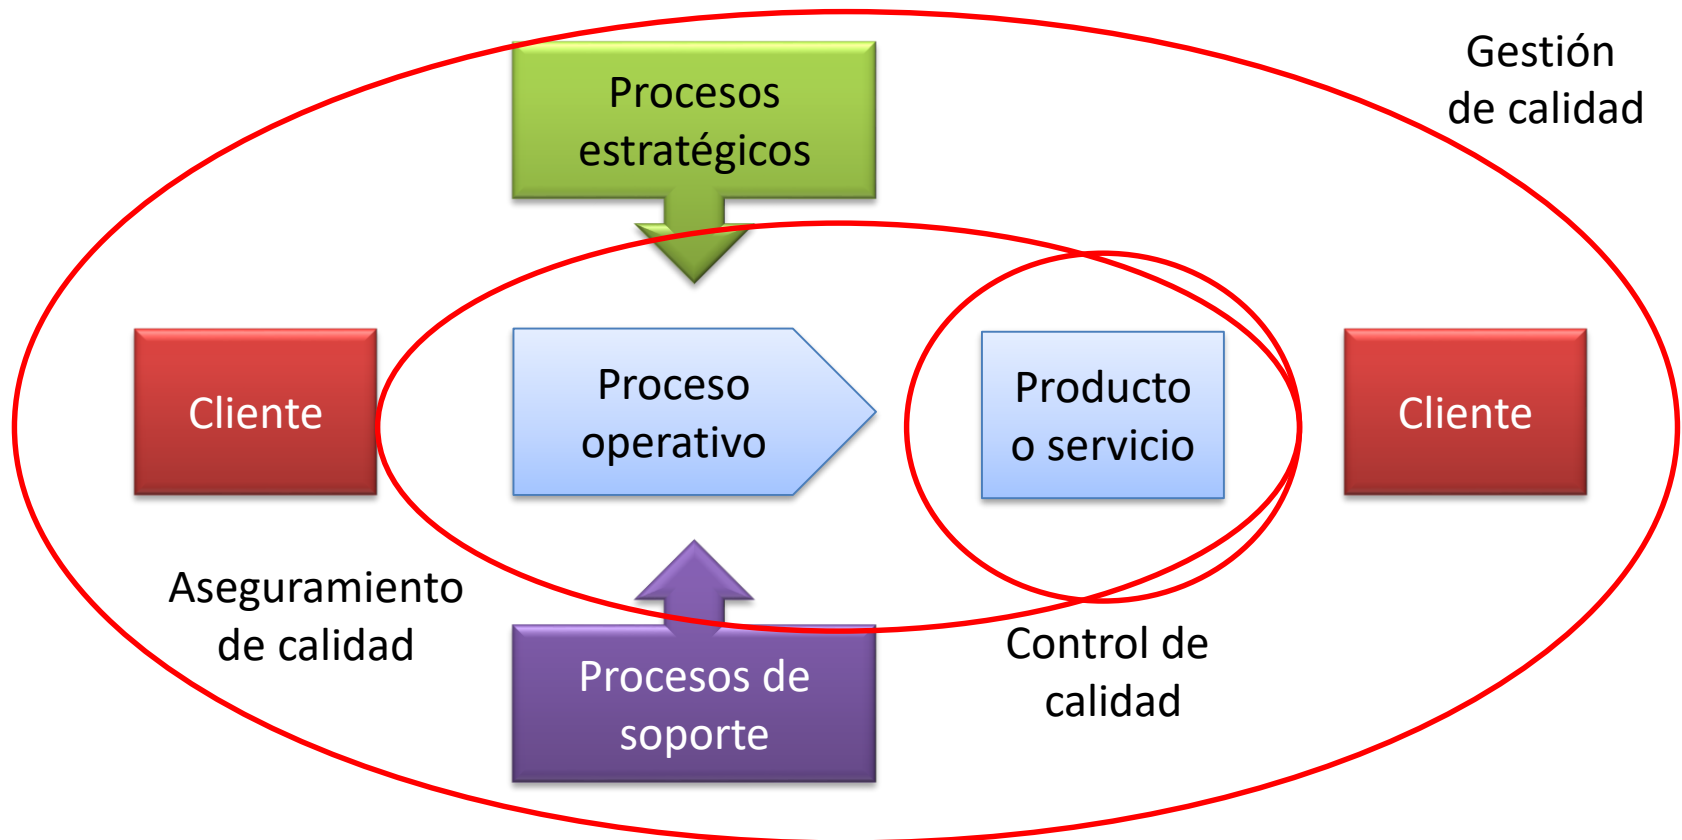 Gestión
de calidad
Procesos
estratégicos
Cliente
Proceso
operativo
Producto
o servicio
Cliente
Aseguramiento
de calidad
Procesos de
soporte
Control de
calidad